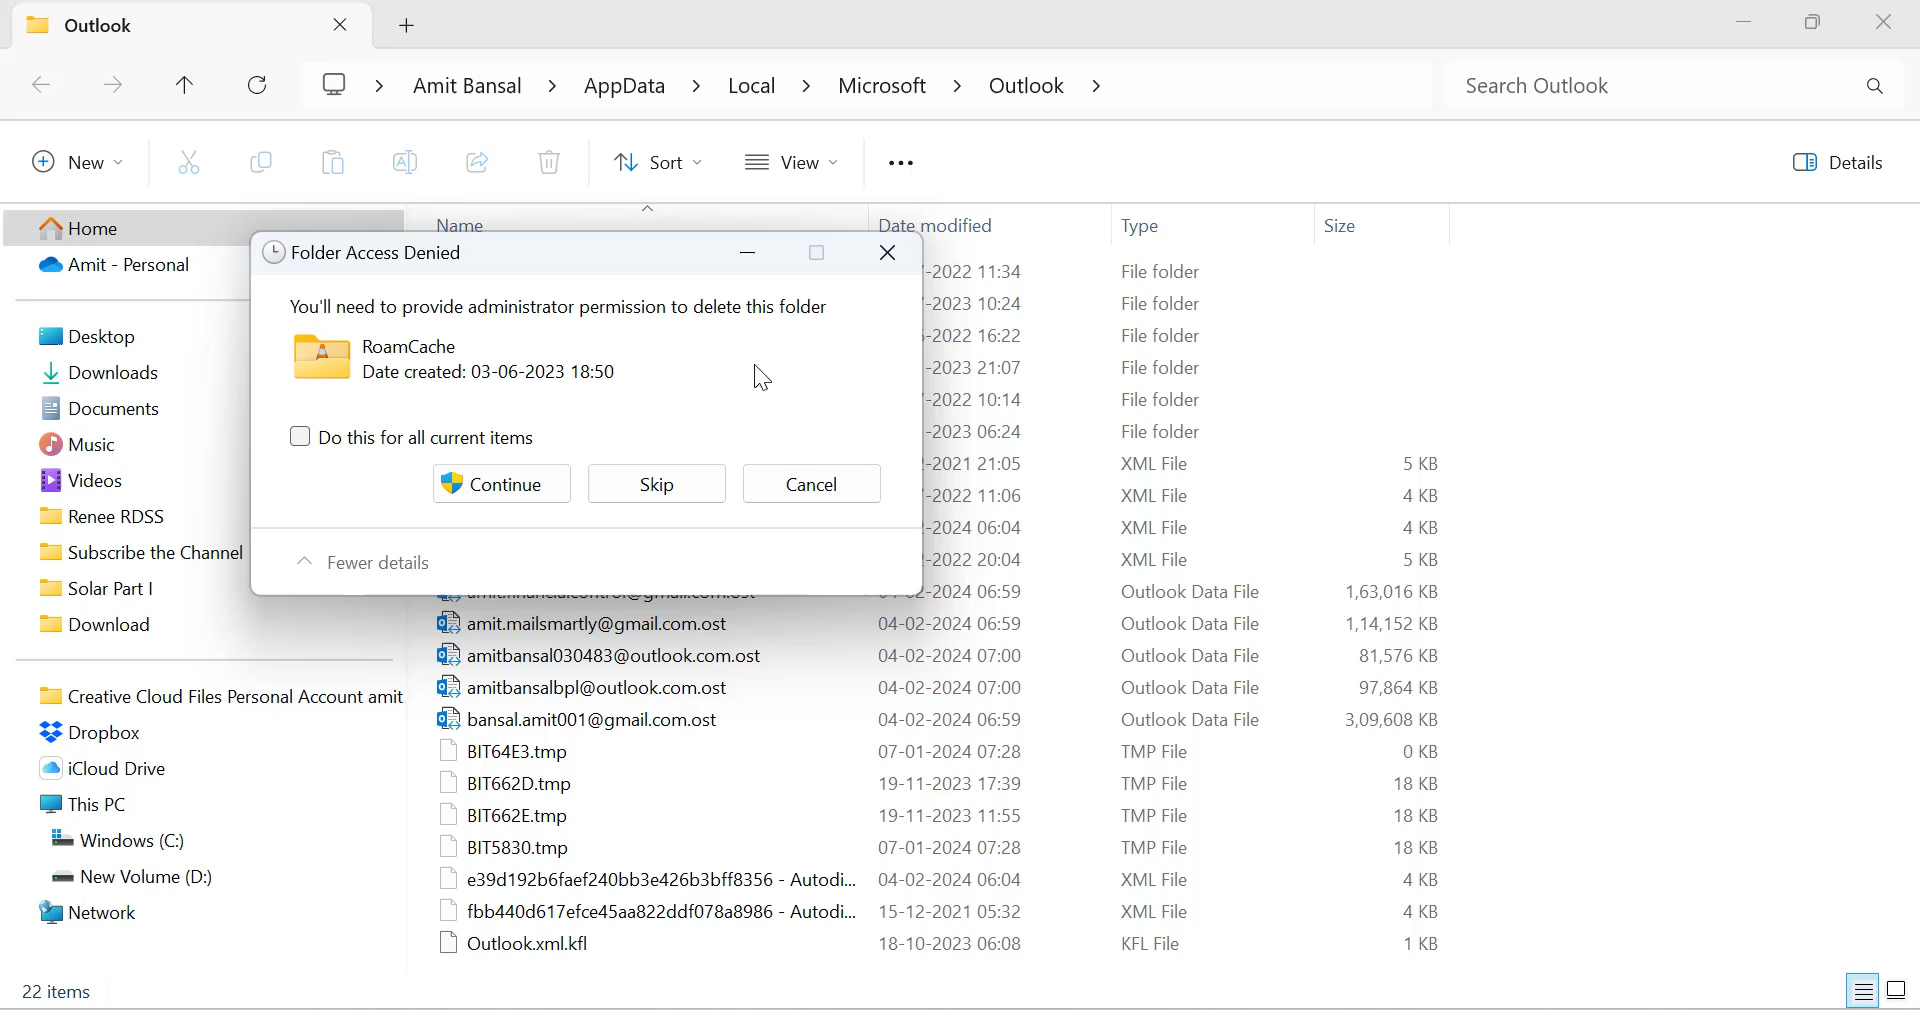 Outlook
Amit Bansal > AppData > Local > Microsoft > Outlook >
Search Outlook
New
Sort
View
Details
Name
Date modified
Type
Size
Home
Amit - Personal
Desktop
Downloads
Documents
Music
Videos
Renee RDSS
Subscribe the Channel
Solar Part I
Download
Creative Cloud Files Personal Account amit
Dropbox
iCloud Drive
This PC
Windows (C:)
New Volume (D:)
Network
Folder Access Denied
You'll need to provide administrator permission to delete this folder
RoamCache
Date created: 03-06-2023 18:50
Do this for all current items
Continue
Skip
Cancel
Fewer details
-2022 11:34 File folder
-2023 10:24 File folder
-2022 16:22 File folder
-2023 21:07 File folder
-2022 10:14 File folder
-2023 06:24 File folder
-2021 21:05 XML File 5 KB
-2022 11:06 XML File 4 KB
-2024 06:04 XML File 4 KB
-2022 20:04 XML File 5 KB
-2024 06:59 Outlook Data File 1,63,016 KB
amit.mailsmartly@gmail.com.ost 04-02-2024 06:59 Outlook Data File 1,14,152 KB
amitbansal030483@outlook.com.ost 04-02-2024 07:00 Outlook Data File 81,576 KB
amitbansalbpl@outlook.com.ost 04-02-2024 07:00 Outlook Data File 97,864 KB
bansal.amit001@gmail.com.ost 04-02-2024 06:59 Outlook Data File 3,09,608 KB
BIT64E3.tmp 07-01-2024 07:28 TMP File 0 KB
BIT662D.tmp 19-11-2023 17:39 TMP File 18 KB
BIT662E.tmp 19-11-2023 11:55 TMP File 18 KB
BIT5830.tmp 07-01-2024 07:28 TMP File 18 KB
e39d192b6faef240bb3e426b3bff8356 - Autodi... 04-02-2024 06:04 XML File 4 KB
fbb440d617efce45aa822ddf078a8986 - Autodi... 15-12-2021 05:32 XML File 4 KB
Outlook.xml.kfl 18-10-2023 06:08 KFL File 1 KB
22 items